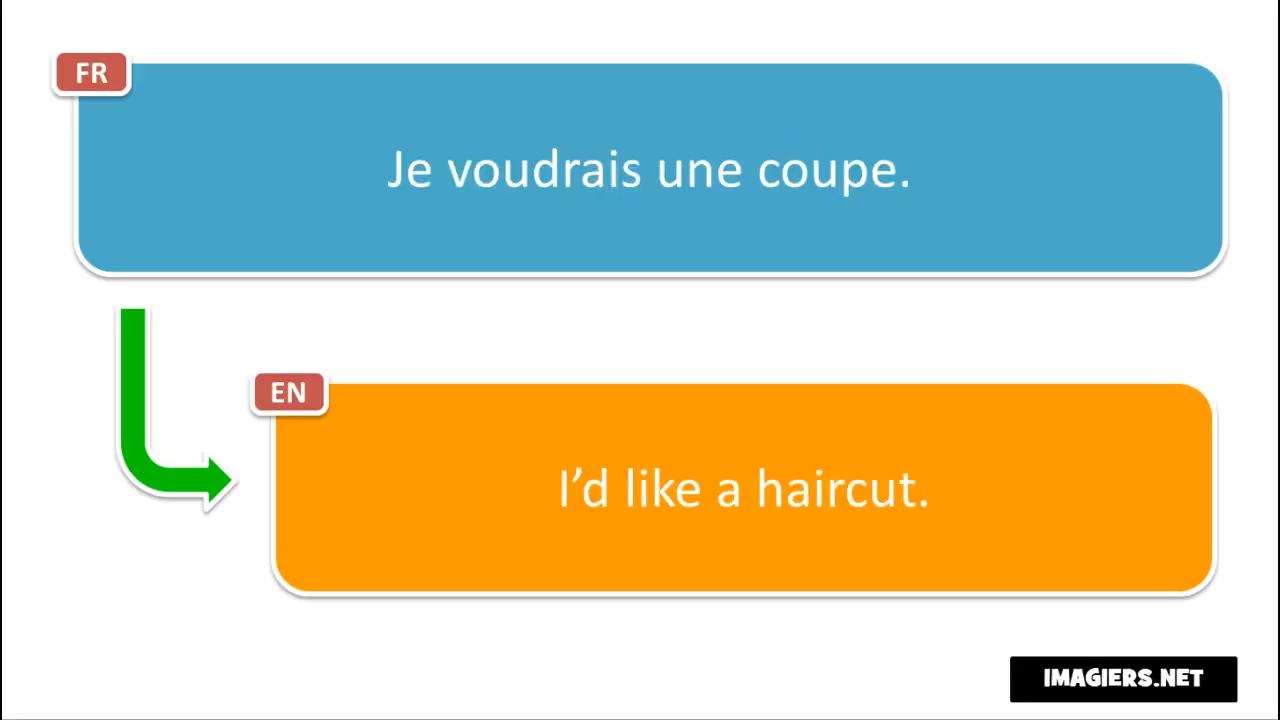 FR
Je voudrais une coupe.
EN
I’d like a haircut.
IMAGIERS.NET